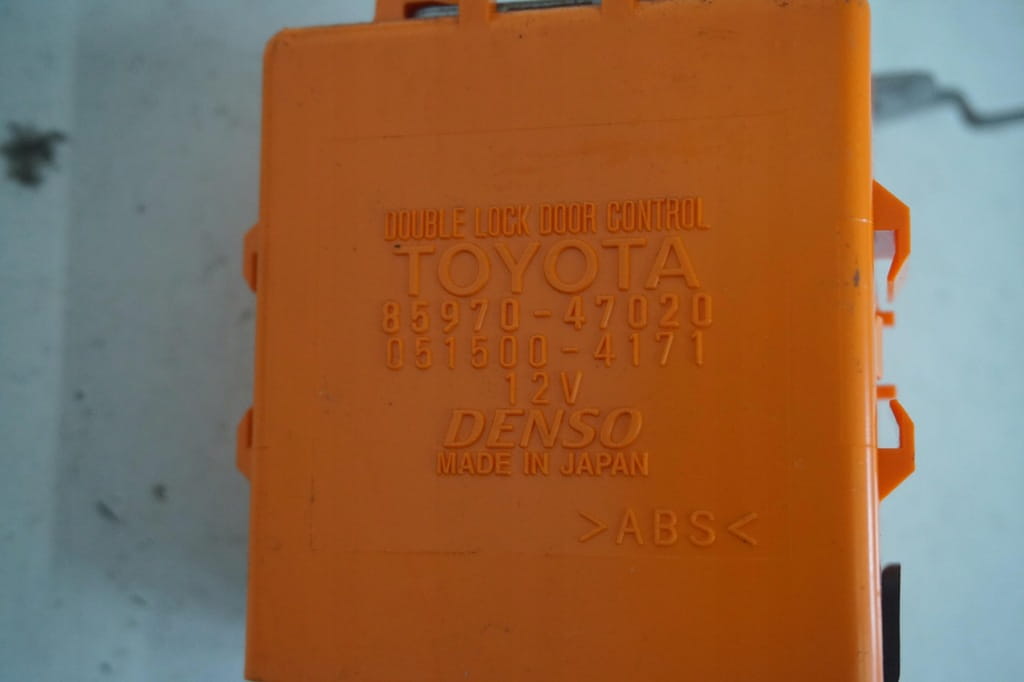 DOUBLE LOCK DOOR CONTROL
TOYOTA
85970-47020
051500-4171
12V
DENSO
MADE IN JAPAN
>ABS<